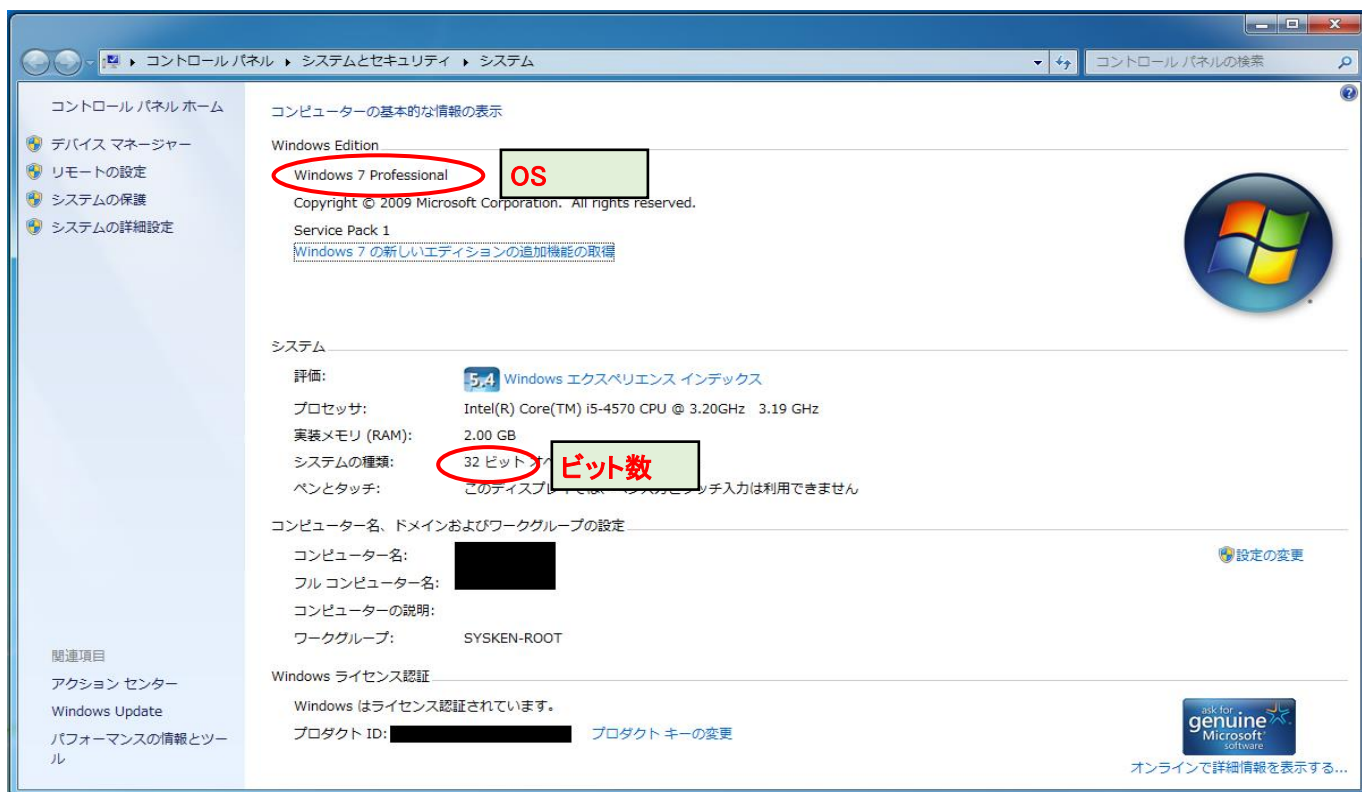 コントロール パネル ▸ システムとセキュリティ ▸ システム
コントロール パネルの検索
コントロール パネル ホーム
デバイス マネージャー
リモートの設定
システムの保護
システムの詳細設定
コンピューターの基本的な情報の表示
Windows Edition
Windows 7 Professional
OS
Copyright © 2009 Microsoft Corporation. All rights reserved.
Service Pack 1
Windows 7 の新しいエディションの追加機能の取得
システム
評価:
5.4 Windows エクスペリエンス インデックス
プロセッサ:
Intel(R) Core(TM) i5-4570 CPU @ 3.20GHz 3.19 GHz
実装メモリ (RAM):
2.00 GB
システムの種類:
32 ビット
ビット数
ペンとタッチ:
このディスプレイでは、タッチ入力は利用できません
コンピューター名、ドメインおよびワークグループの設定
コンピューター名:
設定の変更
フル コンピューター名:
コンピューターの説明:
ワークグループ:
SYSKEN-ROOT
Windows ライセンス認証
Windows はライセンス認証されています。
プロダクト ID:
プロダクト キーの変更
関連項目
アクション センター
Windows Update
パフォーマンスの情報とツー
ル
ask for
genuine
Microsoft
software
オンラインで詳細情報を表示する...